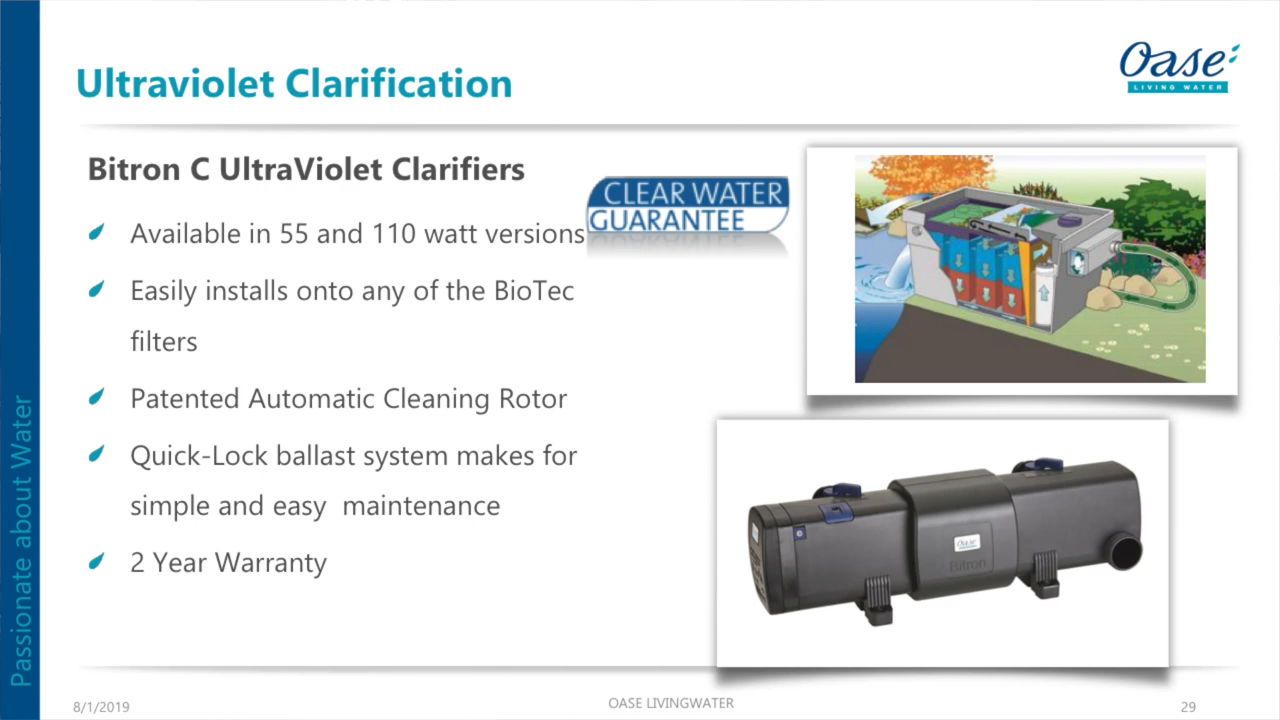 Ultraviolet Clarification
Oase
LIVING WATER
Bitron C UltraViolet Clarifiers
CLEAR WATER
GUARANTEE
Available in 55 and 110 watt versions
Easily installs onto any of the BioTec
filters
Patented Automatic Cleaning Rotor
Quick-Lock ballast system makes for
simple and easy maintenance
2 Year Warranty
Oase
Bitron
Passionate about Water
8/1/2019
OASE LIVINGWATER
29